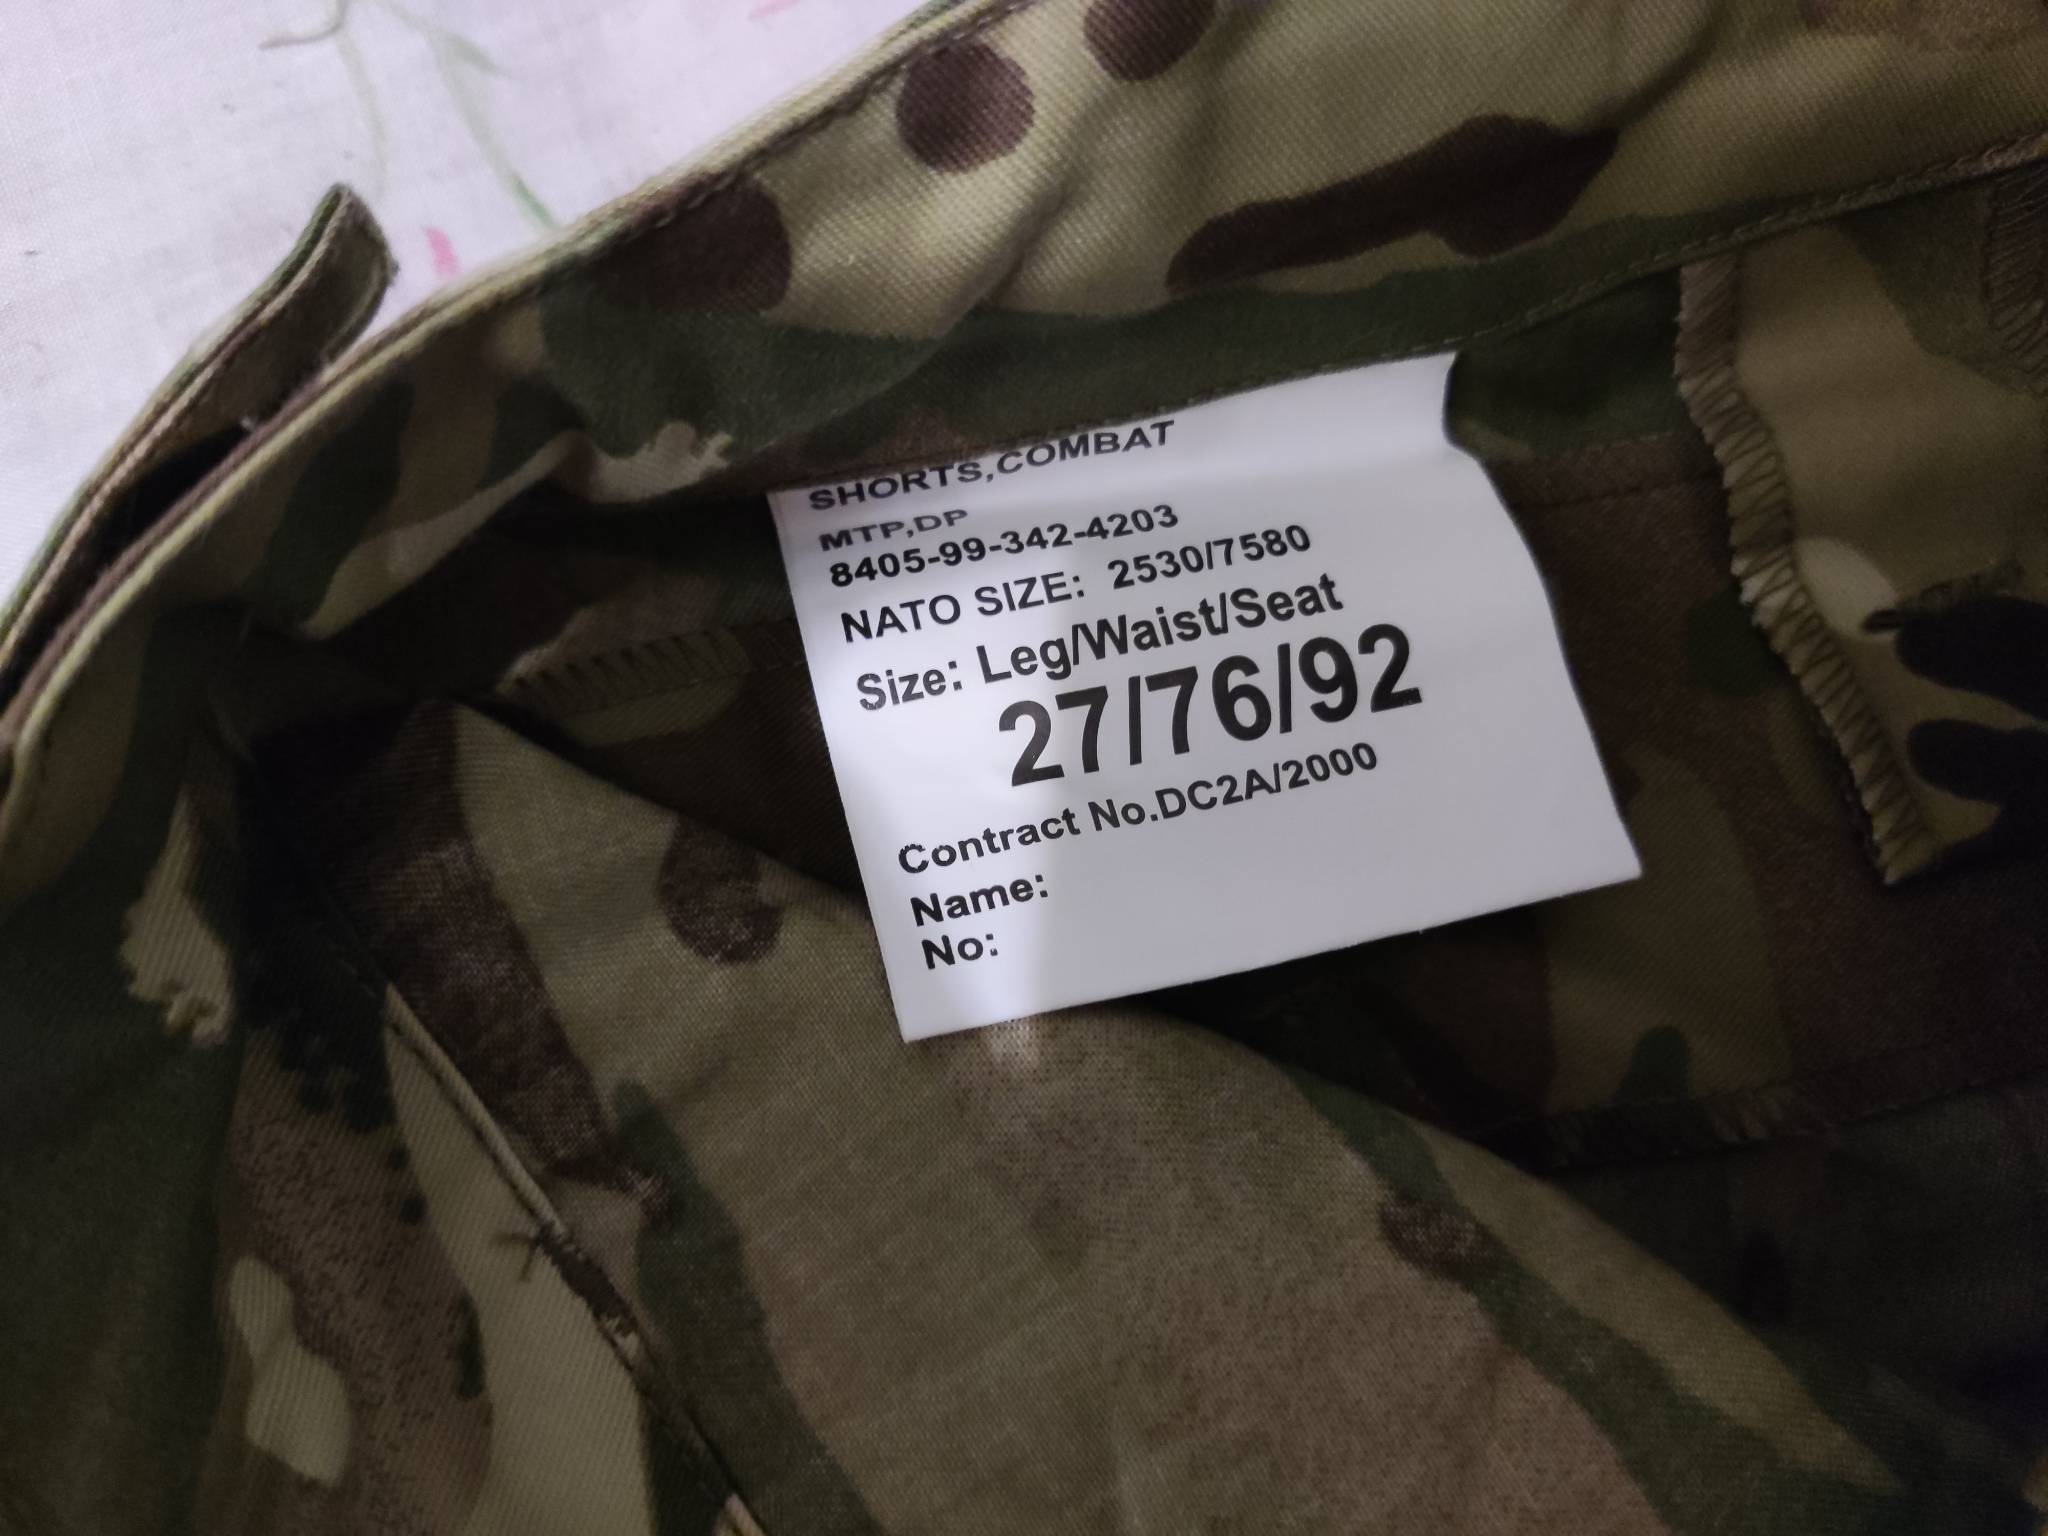 SHORTS,COMBAT
MTP,DP
8405-99-342-4203
NATO SIZE: 2530/7580
Size: Leg/Waist/Seat
27/76/92
Contract No.DC2A/2000
Name:
No: